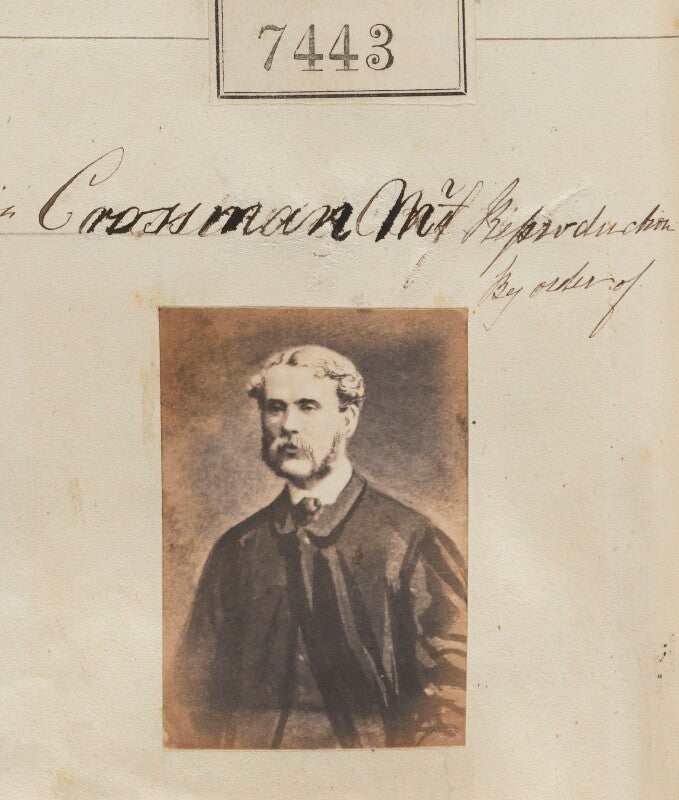 7443
Crossman Mr Reproduction
By order of